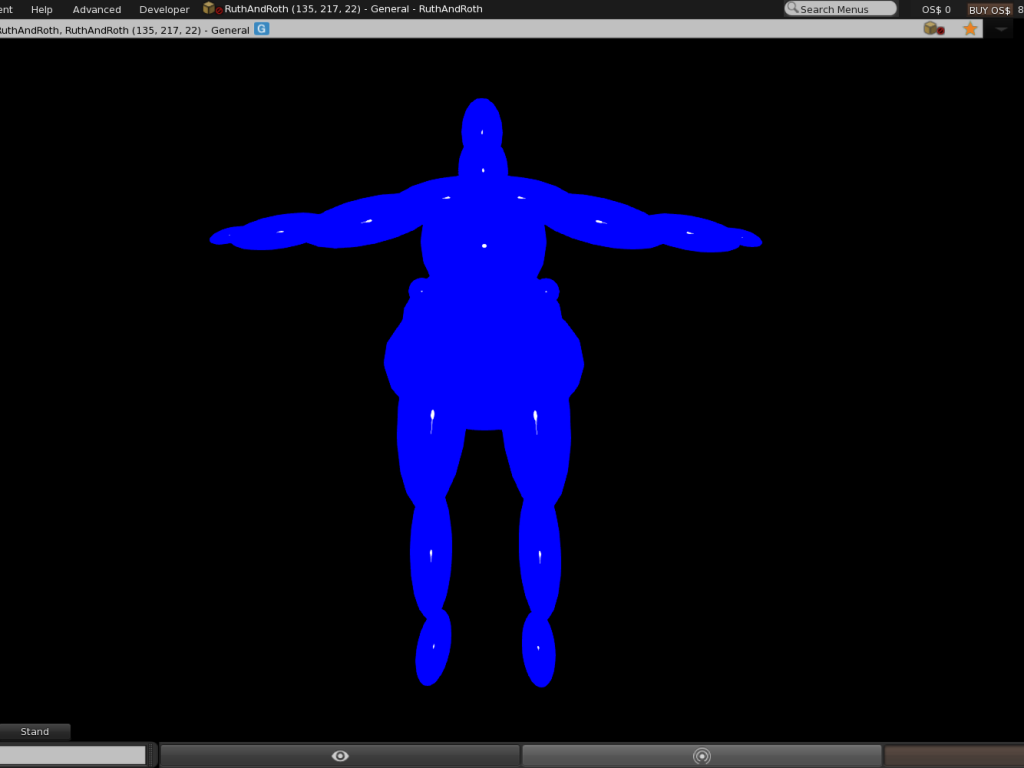 Help Advanced Developer RuthAndRoth (135, 217, 22) - General - RuthAndRoth Search Menus OS$ 0 BUY OS$ 8
RuthAndRoth, RuthAndRoth (135, 217, 22) - General G
Stand